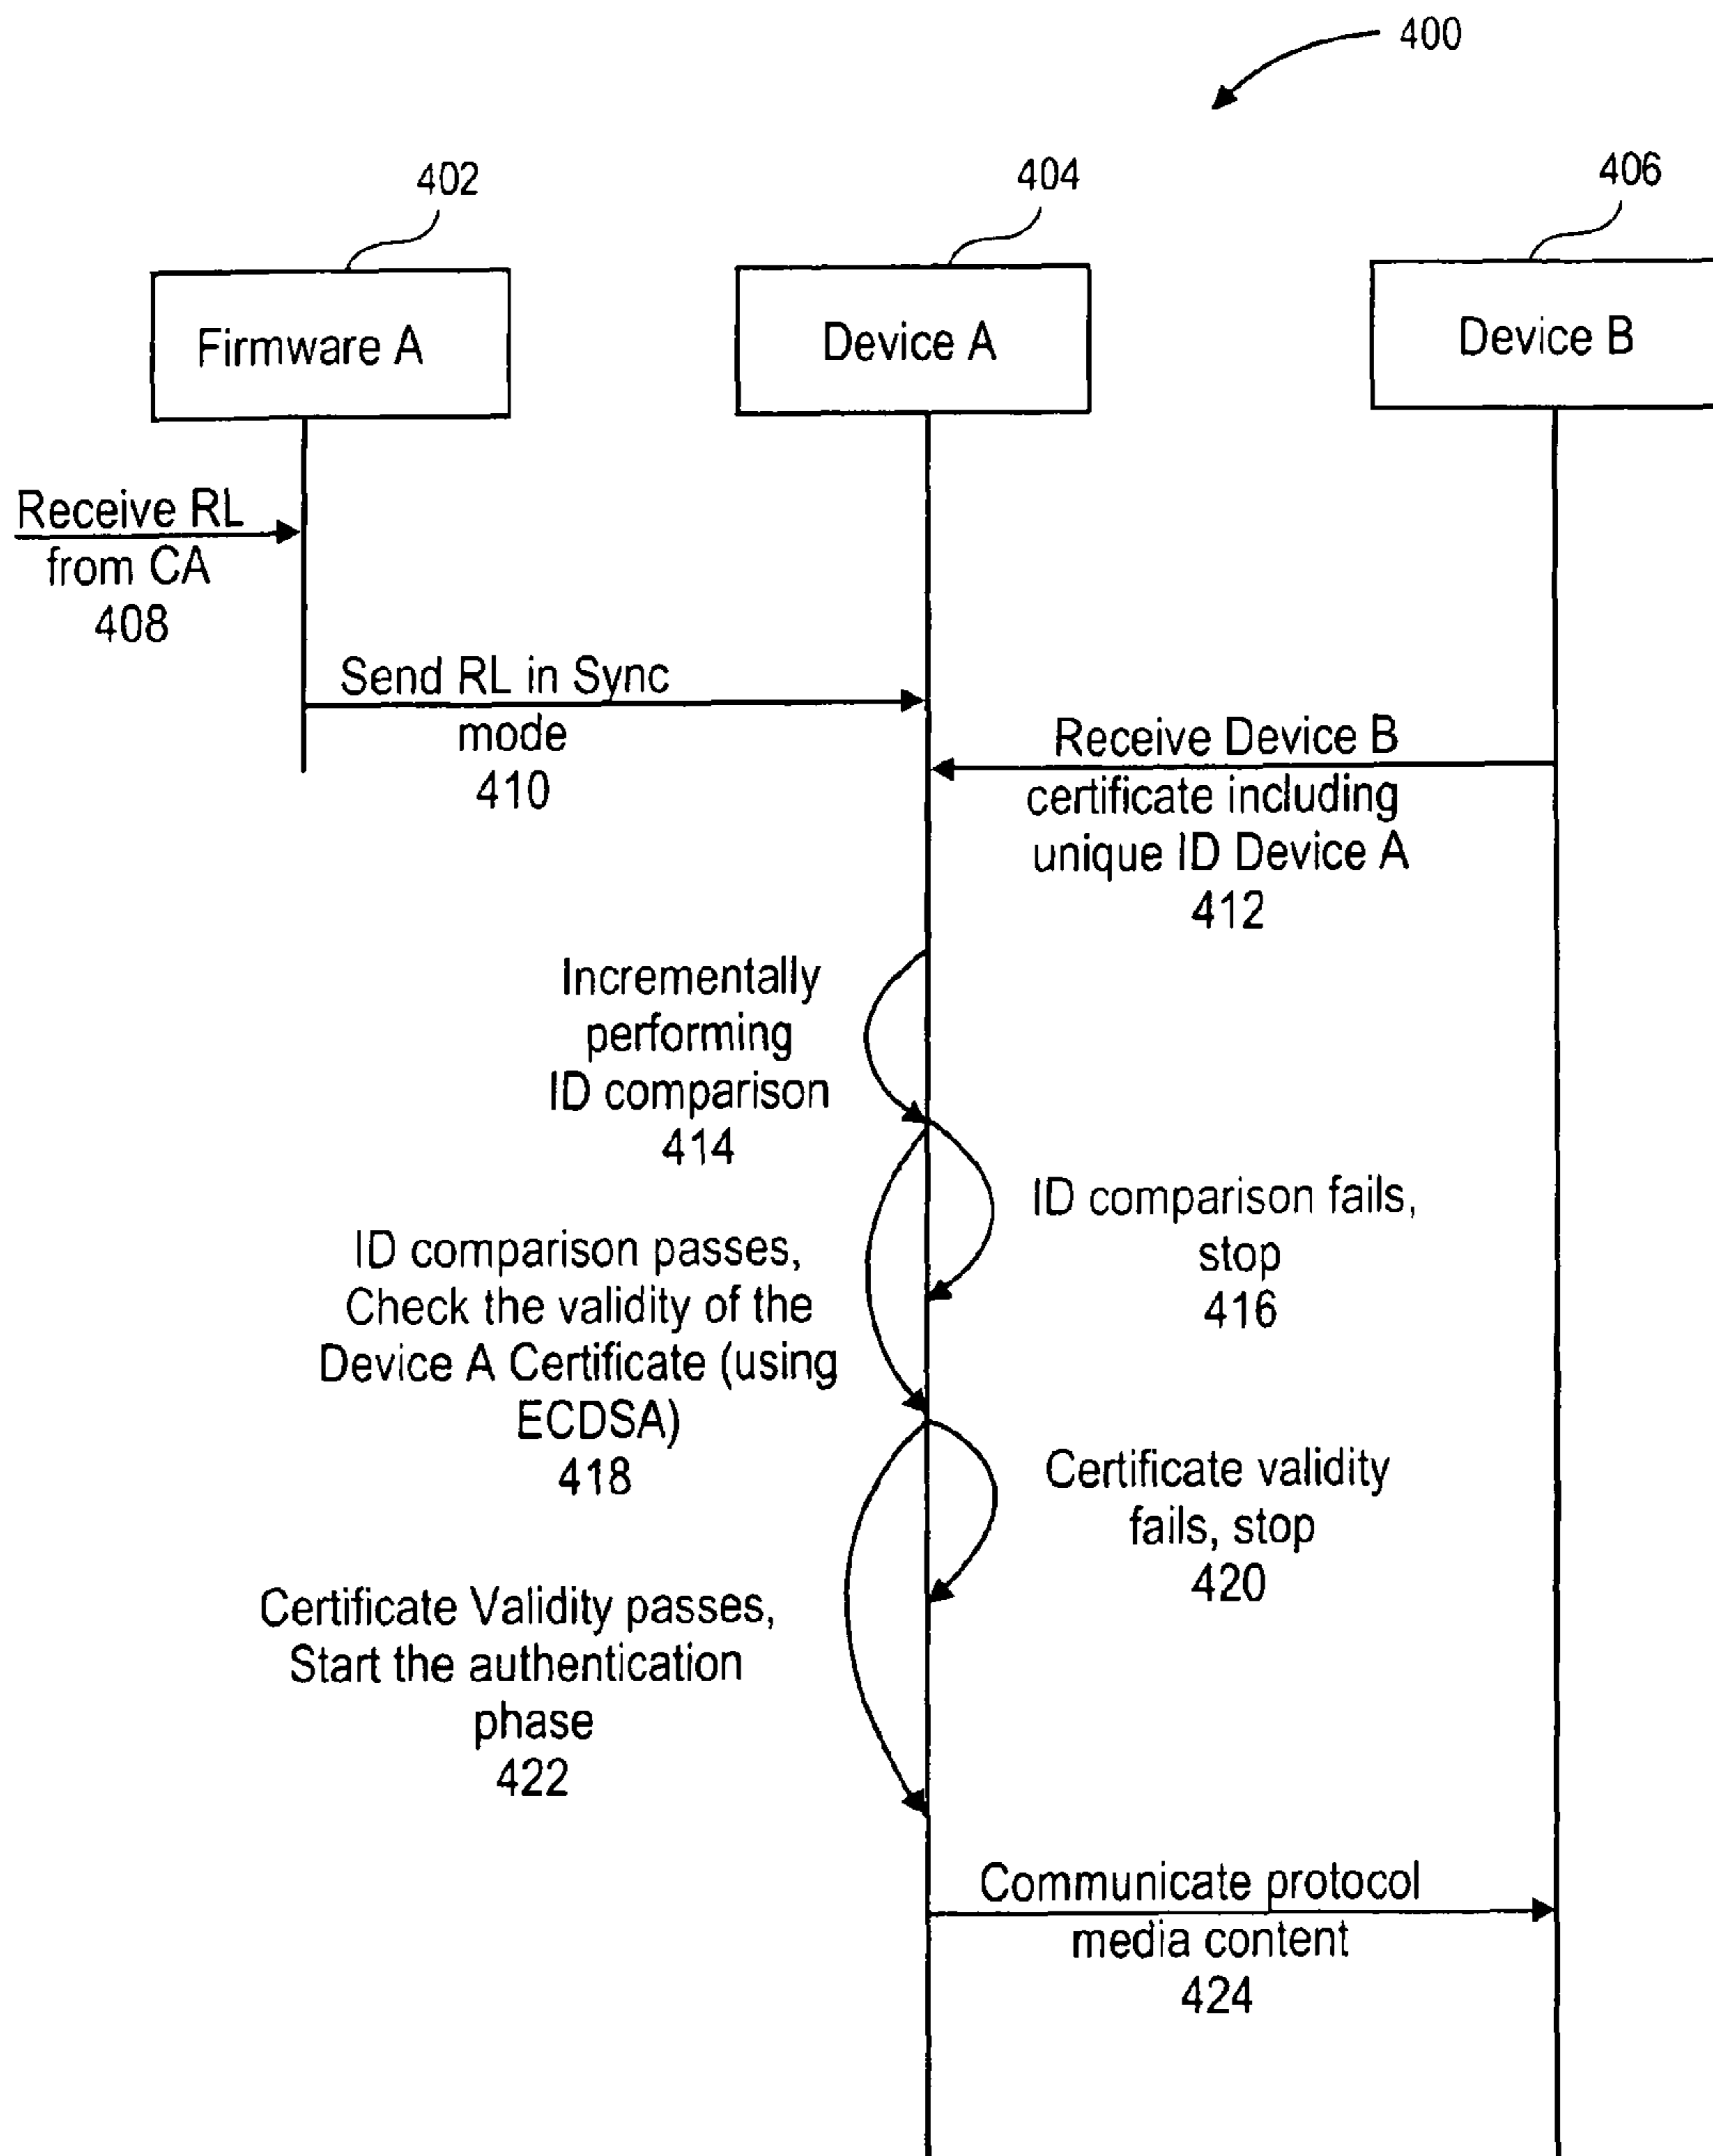 400
402
404
406
Firmware A
Device A
Device B
Receive RL
from CA
408
Send RL in Sync
mode
410
Receive Device B
certificate including
unique ID Device A
412
Incrementally
performing
ID comparison
414
ID comparison fails,
stop
416
ID comparison passes,
Check the validity of the
Device A Certificate (using
ECDSA)
418
Certificate validity
fails, stop
420
Certificate Validity passes,
Start the authentication
phase
422
Communicate protocol
media content
424